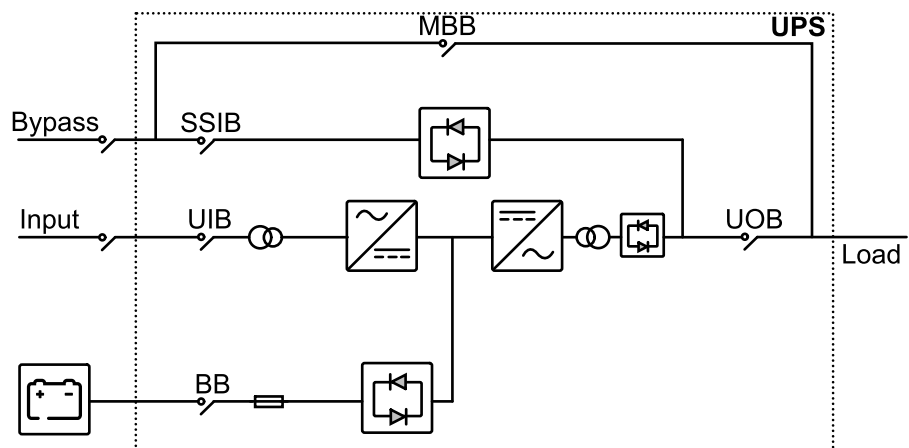 MBB
UPS
Bypass
SSIB
Input
UIB
UOB
Load
BB